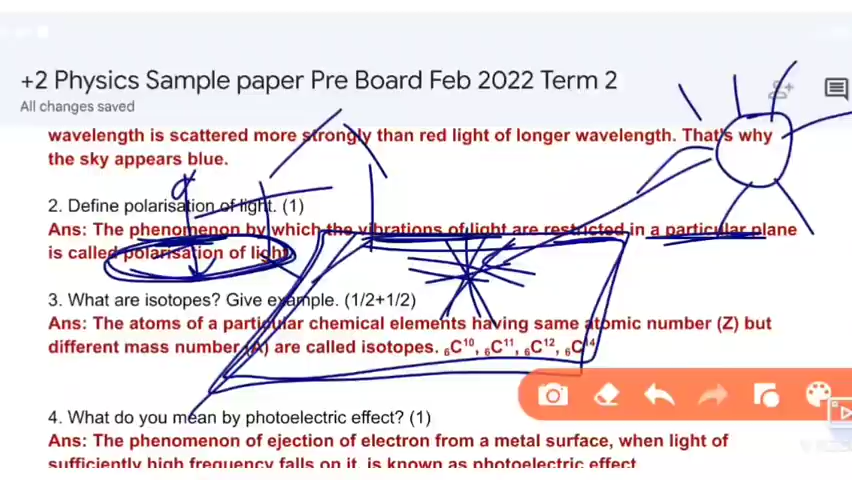 +2 Physics Sample paper Pre Board Feb 2022 Term 2
All changes saved
wavelength is scattered more strongly than red light of longer wavelength. That's why
the sky appears blue.
2. Define polarisation of light. (1)
Ans: The phenomenon by which the vibrations of light are restricted in a particular plane
is called polarisation of light.
3. What are isotopes? Give example. (1/2+1/2)
Ans: The atoms of a particular chemical elements having same atomic number (Z) but
different mass number (A) are called isotopes. ₆C¹⁰, ₆C¹¹, ₆C¹², ₆C¹⁴
4. What do you mean by photoelectric effect? (1)
Ans: The phenomenon of ejection of electron from a metal surface, when light of
sufficiently high frequency falls on it, is known as photoelectric effect